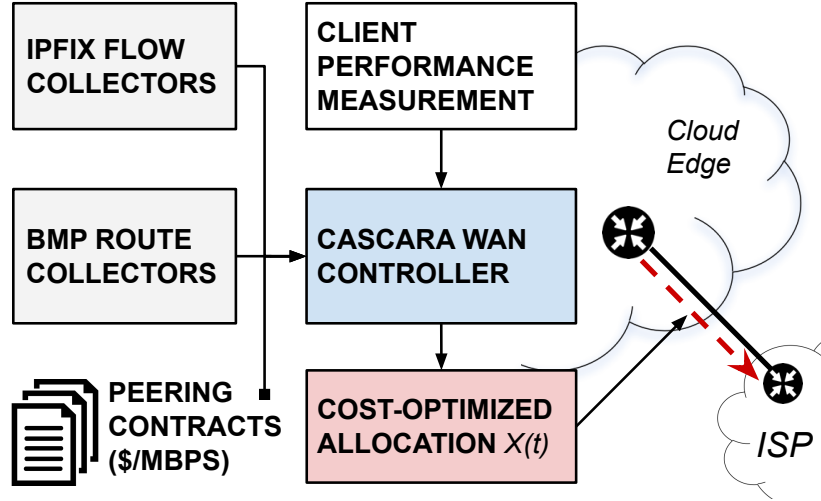 IPFIX FLOW
COLLECTORS
CLIENT
PERFORMANCE
MEASUREMENT
Cloud
Edge
BMP ROUTE
COLLECTORS
CASCARA WAN
CONTROLLER
PEERING
CONTRACTS
($/MBPS)
COST-OPTIMIZED
ALLOCATION X(t)
ISP